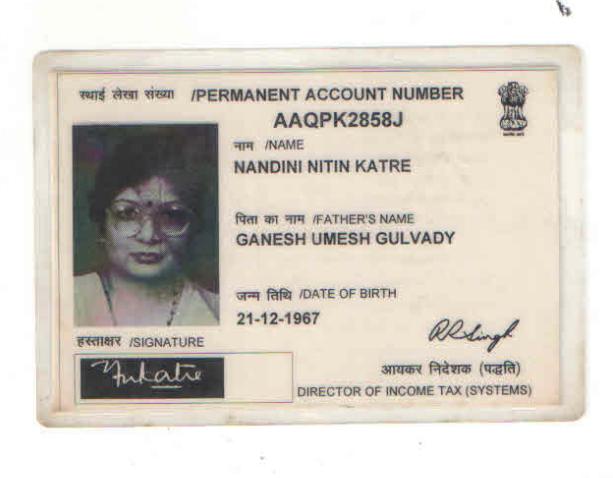 स्थाई लेखा संख्या /PERMANENT ACCOUNT NUMBER
AAQPK2858J
नाम /NAME
NANDINI NITIN KATRE
पिता का नाम /FATHER'S NAME
GANESH UMESH GULVADY
जन्म तिथि /DATE OF BIRTH
21-12-1967
हस्ताक्षर /SIGNATURE
NNKatre
RRSingh
आयकर निदेशक (पद्धति)
DIRECTOR OF INCOME TAX (SYSTEMS)